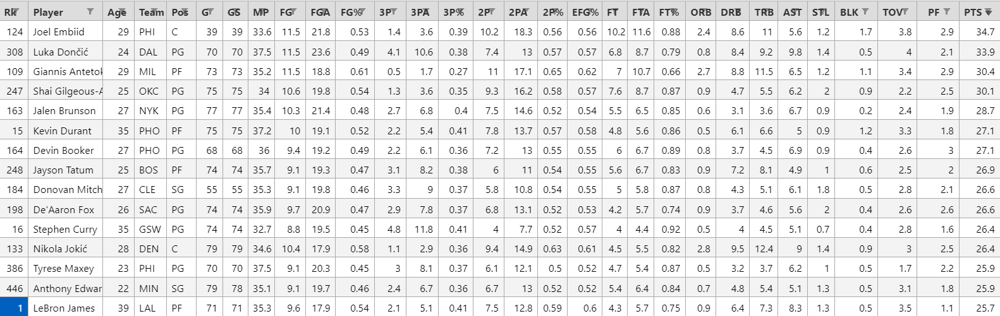 Rk Player Age Team Pos G GS MP FG FGA FG% 3P 3PA 3P% 2P 2PA 2P% EFG% FT FTA FT% ORB DRB TRB AST STL BLK TOV PF PTS
124 Joel Embiid 29 PHI C 39 39 33.6 11.5 21.8 0.53 1.4 3.6 0.39 10.2 18.3 0.56 0.56 10.2 11.6 0.88 2.4 8.6 11 5.6 1.2 1.7 3.8 2.9 34.7
308 Luka Dončić 24 DAL PG 70 70 37.5 11.5 23.6 0.49 4.1 10.6 0.38 7.4 13 0.57 0.57 6.8 8.7 0.79 0.8 8.4 9.2 9.8 1.4 0.5 4 2.1 33.9
109 Giannis Antetok 29 MIL PF 73 73 35.2 11.5 18.8 0.61 0.5 1.7 0.27 11 17.1 0.65 0.62 7 10.7 0.66 2.7 8.8 11.5 6.5 1.2 1.1 3.4 2.9 30.4
247 Shai Gilgeous-A 25 OKC PG 75 75 34 10.6 19.8 0.54 1.3 3.6 0.35 9.3 16.2 0.58 0.57 7.6 8.7 0.87 0.9 4.7 5.5 6.2 2 0.9 2.2 2.5 30.1
163 Jalen Brunson 27 NYK PG 77 77 35.4 10.3 21.4 0.48 2.7 6.8 0.4 7.5 14.6 0.52 0.54 5.5 6.5 0.85 0.6 3.1 3.6 6.7 0.9 0.2 2.4 1.9 28.7
15 Kevin Durant 35 PHO PF 75 75 37.2 10 19.1 0.52 2.2 5.4 0.41 7.8 13.7 0.57 0.58 4.8 5.6 0.86 0.5 6.1 6.6 5 0.9 1.2 3.3 1.8 27.1
164 Devin Booker 27 PHO PG 68 68 36 9.4 19.2 0.49 2.2 6.1 0.36 7.2 13 0.55 0.55 6 6.7 0.89 0.8 3.7 4.5 6.9 0.9 0.4 2.6 3 27.1
248 Jayson Tatum 25 BOS PF 74 74 35.7 9.1 19.3 0.47 3.1 8.2 0.38 6 11 0.54 0.55 5.6 6.7 0.83 0.9 7.2 8.1 4.9 1 0.6 2.5 2 26.9
184 Donovan Mitch 27 CLE SG 55 55 35.3 9.1 19.8 0.46 3.3 9 0.37 5.8 10.8 0.54 0.55 5 5.8 0.87 0.8 4.3 5.1 6.1 1.8 0.5 2.8 2.1 26.6
198 De'Aaron Fox 26 SAC PG 74 74 35.9 9.7 20.9 0.47 2.9 7.8 0.37 6.8 13.1 0.52 0.53 4.2 5.7 0.74 0.9 3.7 4.6 5.6 2 0.4 2.6 2.6 26.6
16 Stephen Curry 35 GSW PG 74 74 32.7 8.8 19.5 0.45 4.8 11.8 0.41 4 7.7 0.52 0.57 4 4.4 0.92 0.5 4 4.5 5.1 0.7 0.4 2.8 1.6 26.4
133 Nikola Jokić 28 DEN C 79 79 34.6 10.4 17.9 0.58 1.1 2.9 0.36 9.4 14.9 0.63 0.61 4.5 5.5 0.82 2.8 9.5 12.4 9 1.4 0.9 3 2.5 26.4
386 Tyrese Maxey 23 PHI PG 70 70 37.5 9.1 20.3 0.45 3 8.1 0.37 6.1 12.1 0.5 0.52 4.7 5.4 0.87 0.5 3.2 3.7 6.2 1 0.5 1.7 2.2 25.9
446 Anthony Edwar 22 MIN SG 79 78 35.1 9.1 19.7 0.46 2.4 6.7 0.36 6.7 13 0.52 0.52 5.4 6.4 0.84 0.7 4.8 5.4 5.1 1.3 0.5 3.1 1.8 25.9
1 LeBron James 39 LAL PF 71 71 35.3 9.6 17.9 0.54 2.1 5.1 0.41 7.5 12.8 0.59 0.6 4.3 5.7 0.75 0.9 6.4 7.3 8.3 1.3 0.5 3.5 1.1 25.7